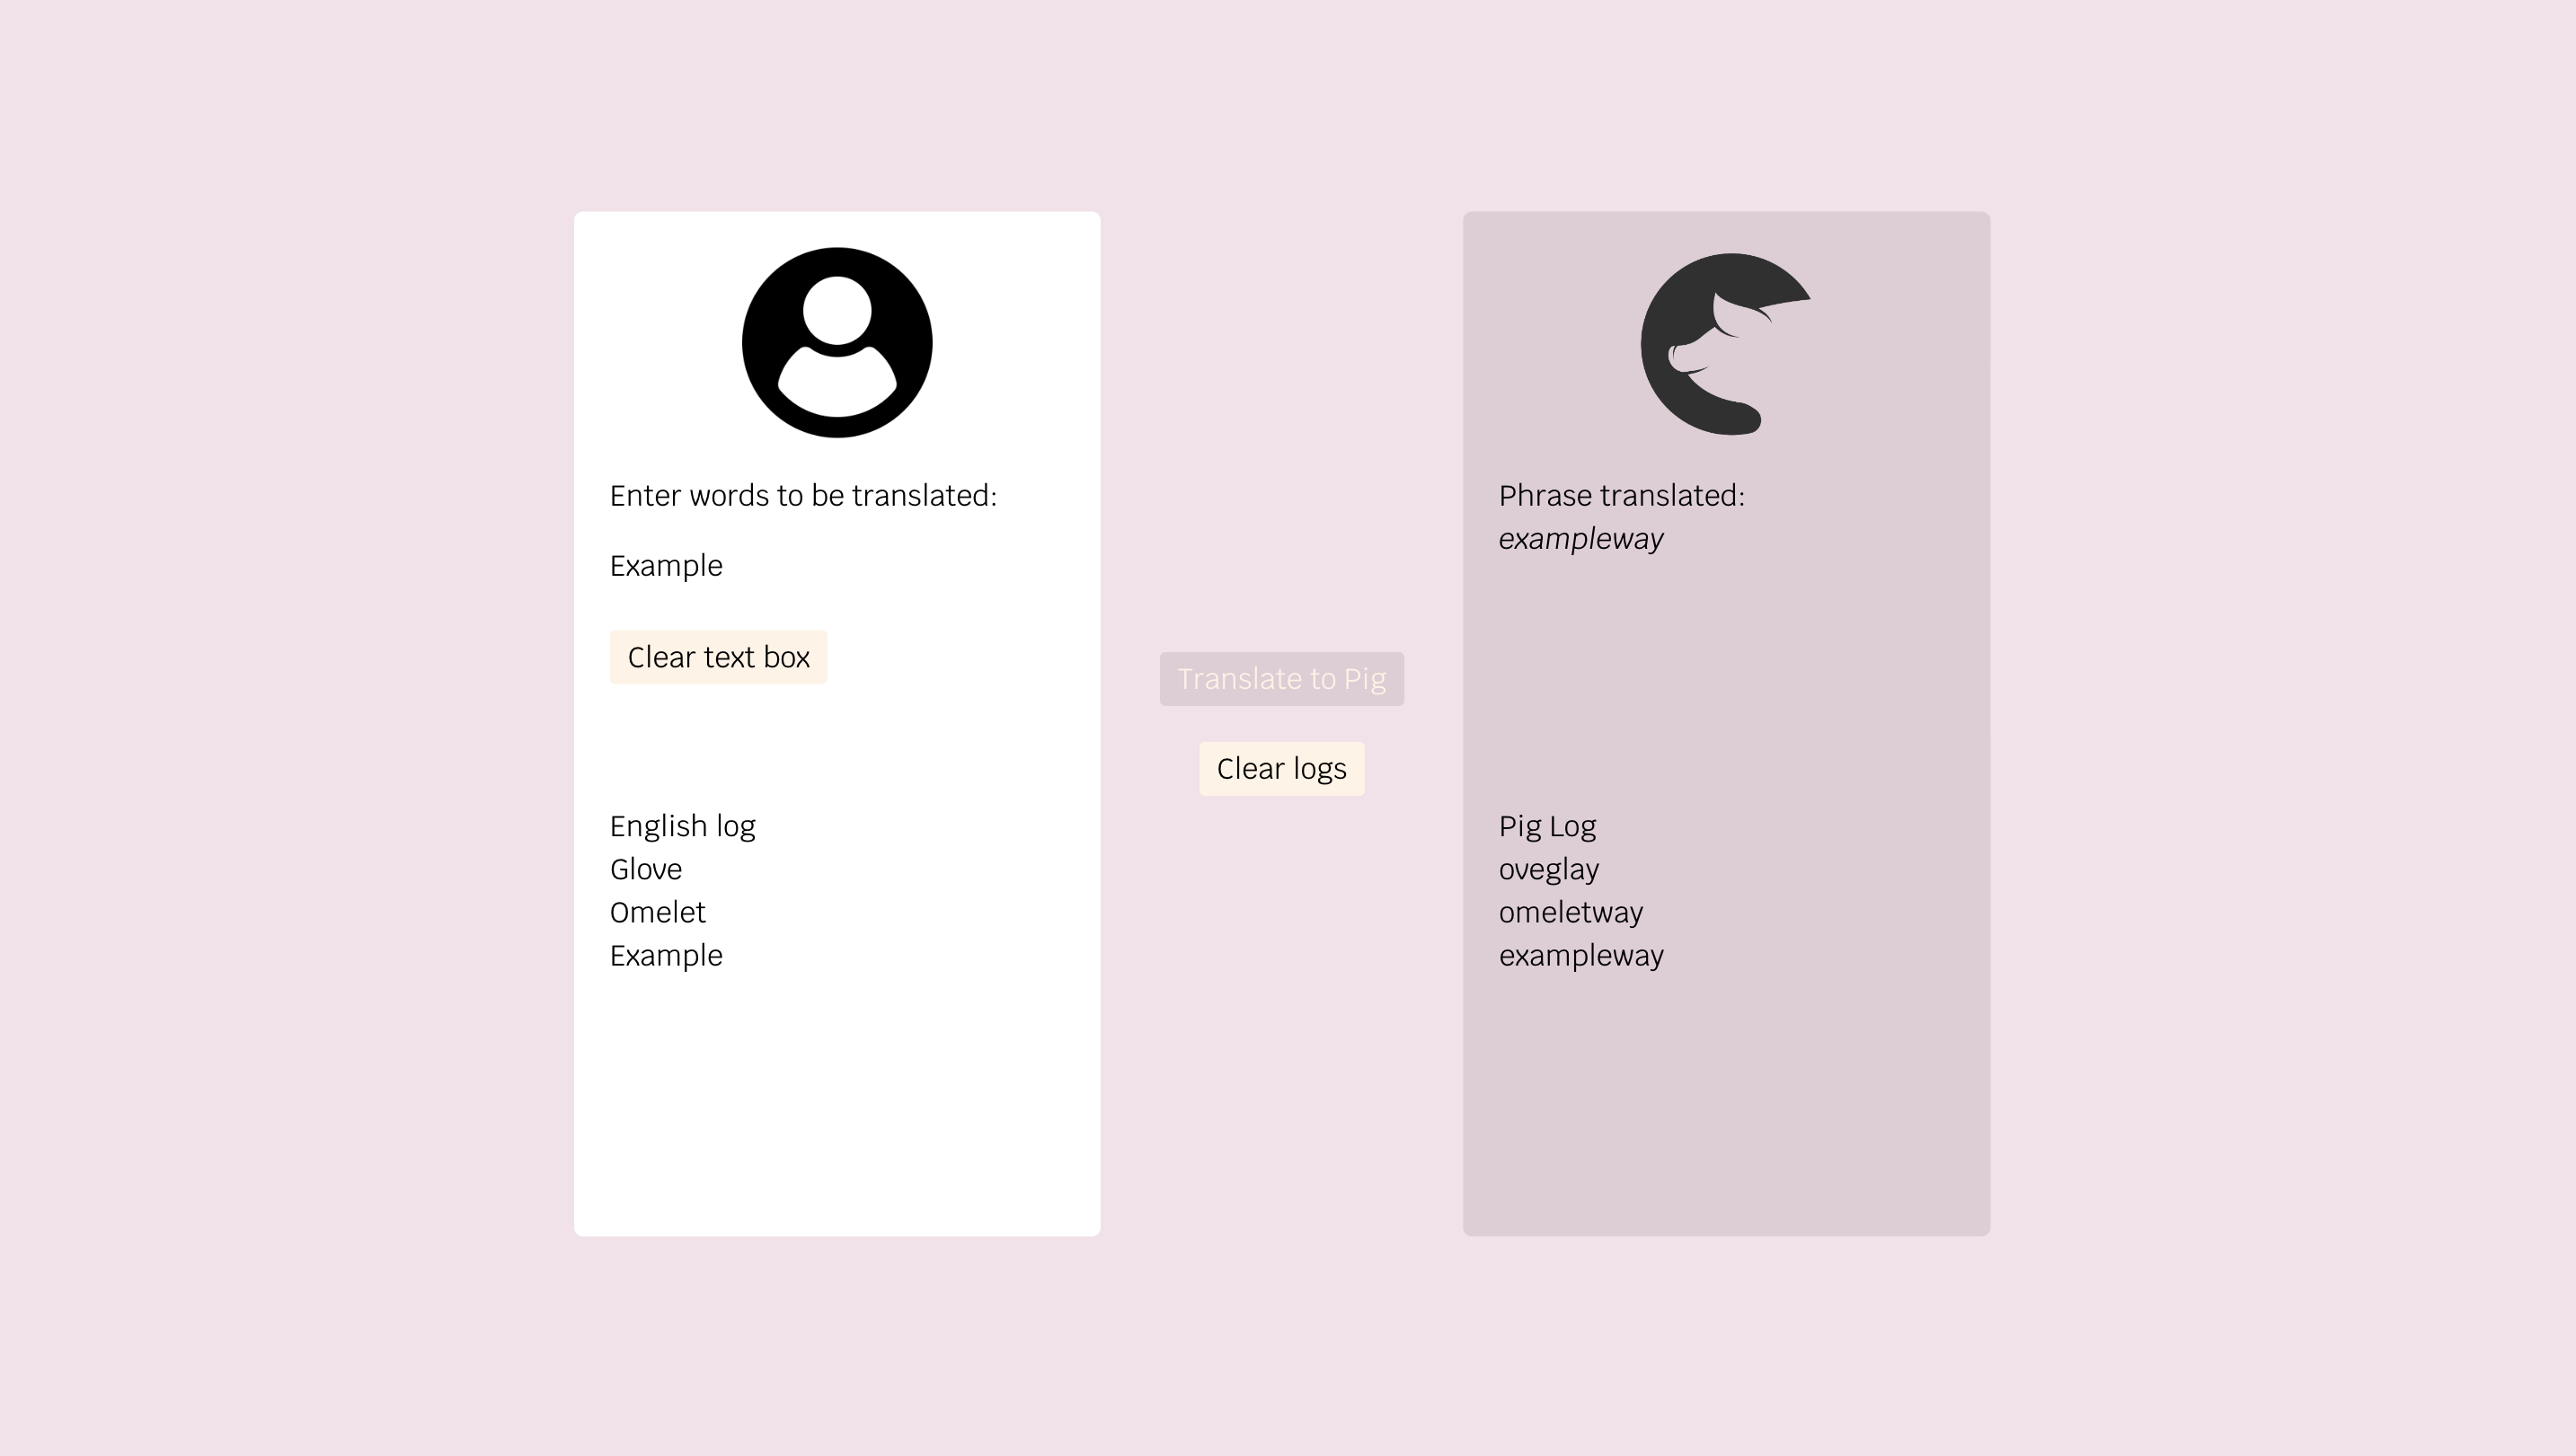 Enter words to be translated:
Example
Clear text box
English log
Glove
Omelet
Example
Translate to Pig
Clear logs
Phrase translated:
exampleway
Pig Log
oveglay
omeletway
exampleway